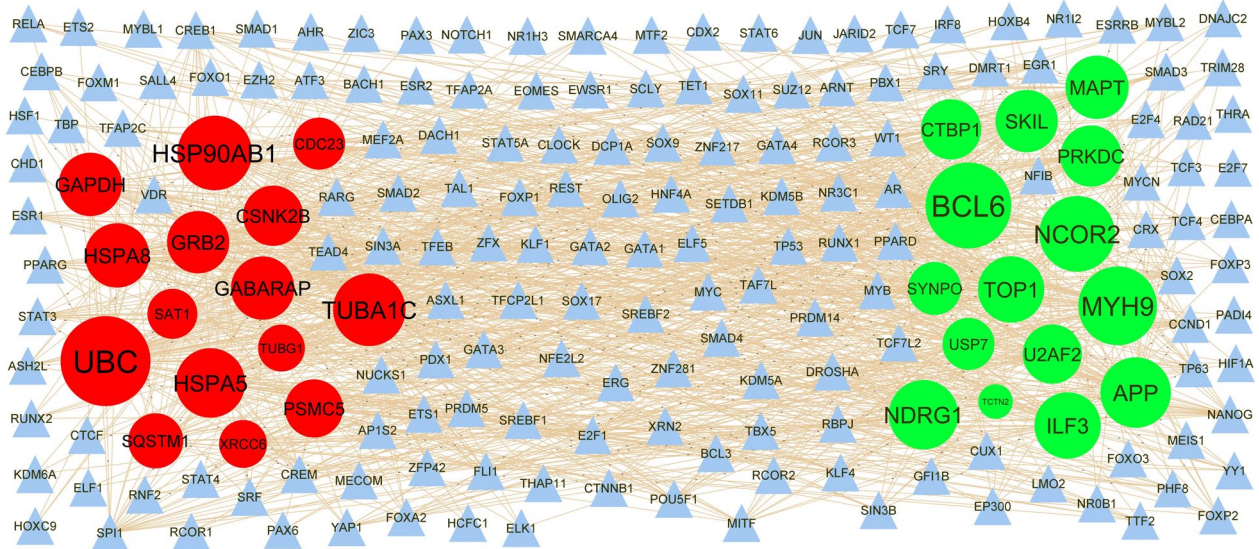 RELA
ETS2
MYBL1
CREB1
SMAD1
AHR
ZIC3
PAX3
NOTCH1
NR1H3
SMARCA4
MTF2
CDX2
STAT6
JUN
JARID2
TCF7
IRF8
HOXB4
NR1I2
ESRRB
MYBL2
DNAJC2
CEBPB
FOXM1
SALL4
FOXO1
EZH2
ATF3
BACH1
ESR2
TFAP2A
EOMES
EWSR1
SCLY
TET1
SOX11
SUZ12
ARNT
PBX1
SRY
DMRT1
EGR1
MAPT
SMAD3
TRIM28
HSF1
TBP
TFAP2C
HSP90AB1
CDC23
MEF2A
DACH1
STAT5A
CLOCK
DCP1A
SOX9
ZNF217
GATA4
RCOR3
WT1
CTBP1
SKIL
E2F4
RAD21
THRA
CHD1
GAPDH
VDR
RARG
SMAD2
TAL1
FOXP1
REST
OLIG2
HNF4A
SETDB1
KDM5B
NR3C1
AR
BCL6
NFIB
PRKDC
MYCN
TCF3
E2F7
ESR1
CSNK2B
GRB2
HSPA8
TEAD4
SIN3A
TFEB
ZFX
KLF1
GATA2
GATA1
ELF5
TP53
RUNX1
PPARD
NCOR2
CRX
TCF4
CEBPA
PPARG
GABARAP
TUBA1C
ASXL1
TFCP2L1
SOX17
SREBF2
MYC
TAF7L
PRDM14
MYB
SYNPO
TOP1
MYH9
SOX2
FOXP3
STAT3
SAT1
TUBG1
UBC
GATA3
NFE2L2
SMAD4
TCF7L2
USP7
U2AF2
CCND1
PADI4
ASH2L
HSPA5
NUCKS1
PDX1
ERG
ZNF281
KDM5A
DROSHA
TCTN2
APP
TP63
HIF1A
RUNX2
CTCF
SQSTM1
XRCC6
PSMC5
AP1S2
ETS1
PRDM5
SREBF1
E2F1
XRN2
TBX5
RBPJ
NDRG1
ILF3
NANOG
MEIS1
KDM6A
ELF1
RNF2
STAT4
SRF
CREM
MECOM
ZFP42
FLI1
THAP11
CTNNB1
BCL3
POU5F1
RCOR2
KLF4
GFI1B
CUX1
LMO2
FOXO3
PHF8
YY1
HOXC9
SPI1
RCOR1
PAX6
YAP1
FOXA2
HCFC1
ELK1
MITF
SIN3B
EP300
NR0B1
TTF2
FOXP2